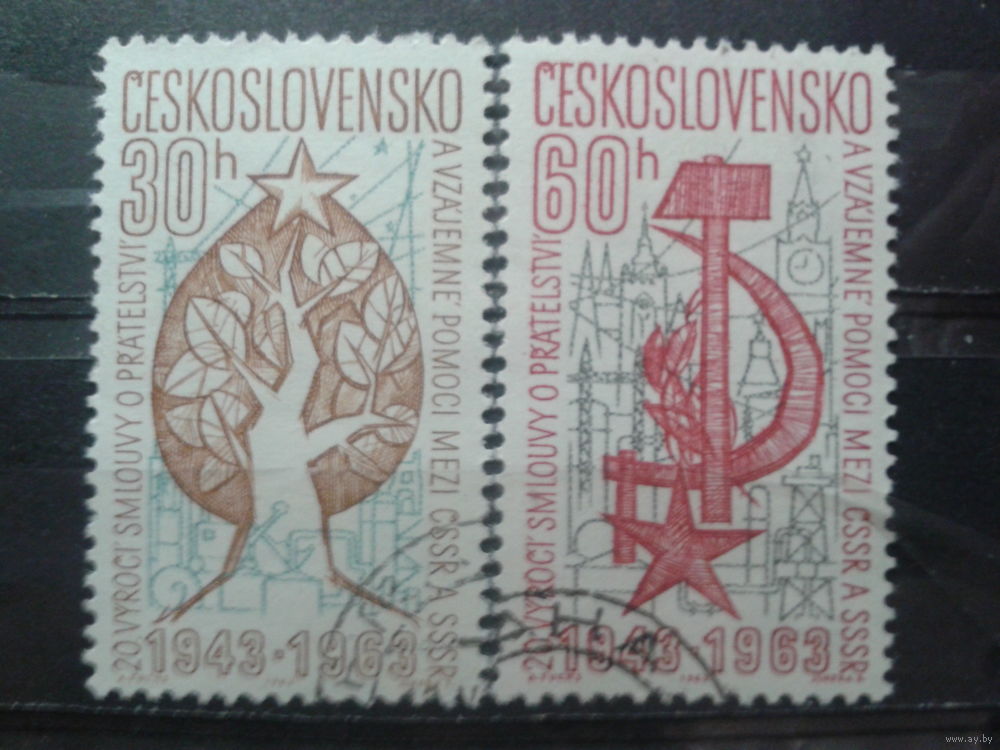 ČESKOSLOVENSKO
30h
20 VÝROČÍ SMLOUVY O PŘÁTELSTVÍ
A VZÁJEMNÉ POMOCI MEZI ČSSR A SSSR
1943-1963
ČESKOSLOVENSKO
60h
20 VÝROČÍ SMLOUVY O PŘÁTELSTVÍ
A VZÁJEMNÉ POMOCI MEZI ČSSR A SSSR
1943-1963
www.ay.by